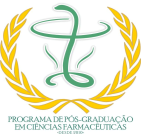 PROGRAMA DE PÓS-GRADUAÇÃO
EM CIÊNCIAS FARMACÊUTICAS